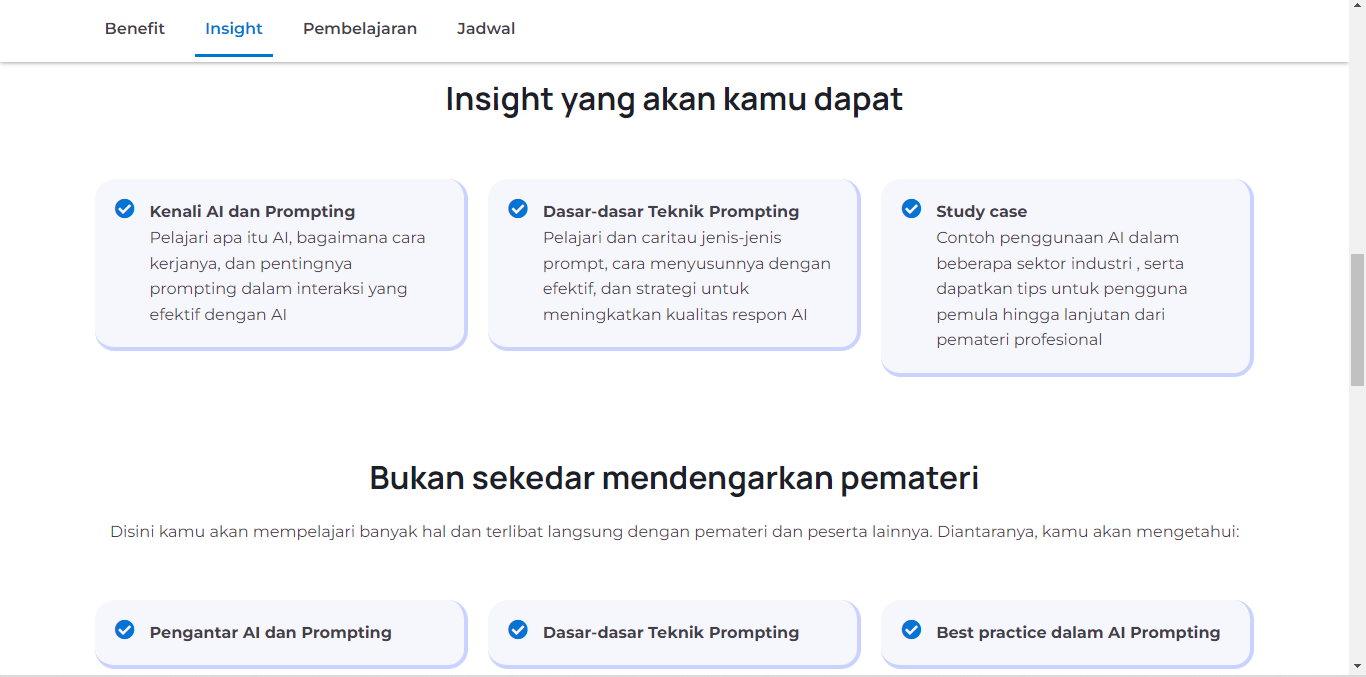 Benefit Insight Pembelajaran Jadwal
Insight yang akan kamu dapat
Kenali AI dan Prompting
Pelajari apa itu AI, bagaimana cara
kerjanya, dan pentingnya
prompting dalam interaksi yang
efektif dengan AI
Dasar-dasar Teknik Prompting
Pelajari dan caritau jenis-jenis
prompt, cara menyusunnya dengan
efektif, dan strategi untuk
meningkatkan kualitas respon AI
Study case
Contoh penggunaan AI dalam
beberapa sektor industri , serta
dapatkan tips untuk pengguna
pemula hingga lanjutan dari
pemateri profesional
Bukan sekedar mendengarkan pemateri
Disini kamu akan mempelajari banyak hal dan terlibat langsung dengan pemateri dan peserta lainnya. Diantaranya, kamu akan mengetahui:
Pengantar AI dan Prompting
Dasar-dasar Teknik Prompting
Best practice dalam AI Prompting